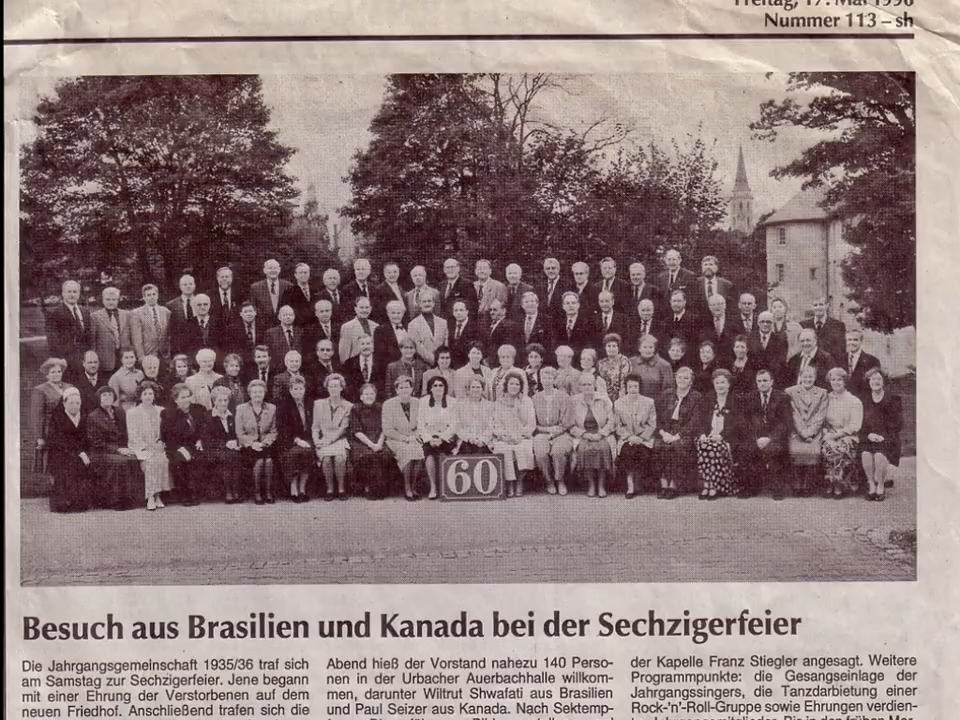 Freitag, 17. Mai 1996
Nummer 113 – sh
60
Besuch aus Brasilien und Kanada bei der Sechzigerfeier
Die Jahrgangsgemeinschaft 1935/36 traf sich
am Samstag zur Sechzigerfeier. Jene begann
mit einer Ehrung der Verstorbenen auf dem
neuen Friedhof. Anschließend trafen sich die
Abend hieß der Vorstand nahezu 140 Perso-
nen in der Urbacher Auerbachhalle willkom-
men, darunter Wiltrut Shwafati aus Brasilien
und Paul Seizer aus Kanada. Nach Sektemp-
der Kapelle Franz Stiegler angesagt. Weitere
Programmpunkte: die Gesangseinlage der
Jahrgangssingers, die Tanzdarbietung einer
Rock-'n'-Roll-Gruppe sowie Ehrungen verdien-